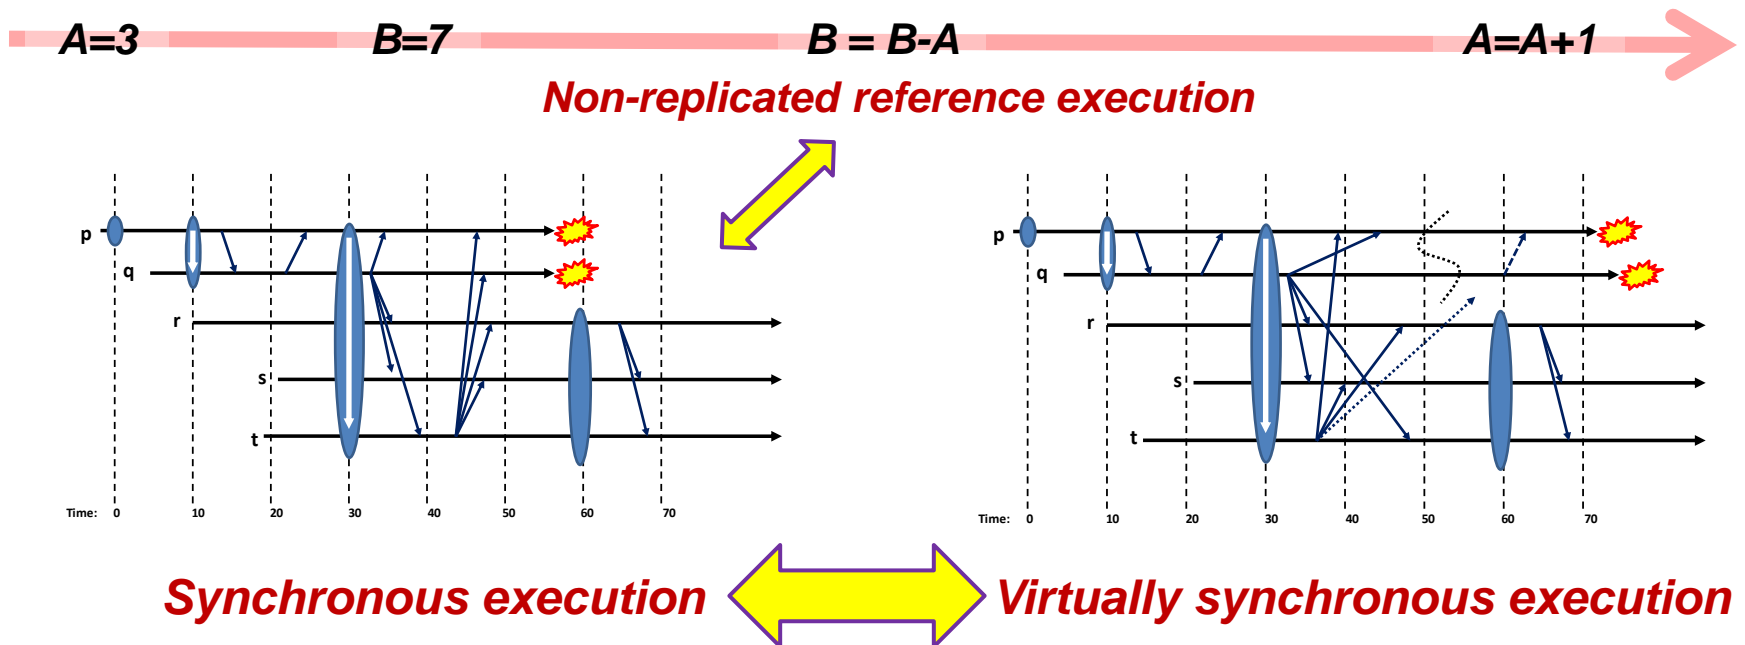 A=3 B=7 B = B-A A=A+1
Non-replicated reference execution
p
q
r
s
t
Time: 0 10 20 30 40 50 60 70
p
q
r
s
t
Time: 0 10 20 30 40 50 60 70
Synchronous execution
Virtually synchronous execution